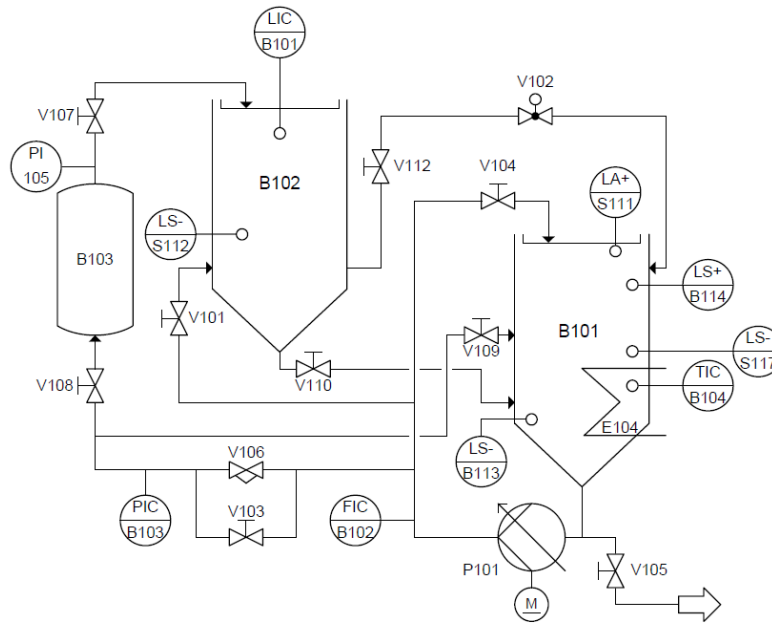 LIC
B101
V102
V107
PI
105
V112
V104
LA+
S111
B102
LS-
S112
B103
LS+
B114
V101
B101
V109
LS-
S117
V108
V110
TIC
B104
E104
V106
LS-
B113
PIC
B103
V103
FIC
B102
P101
V105
M